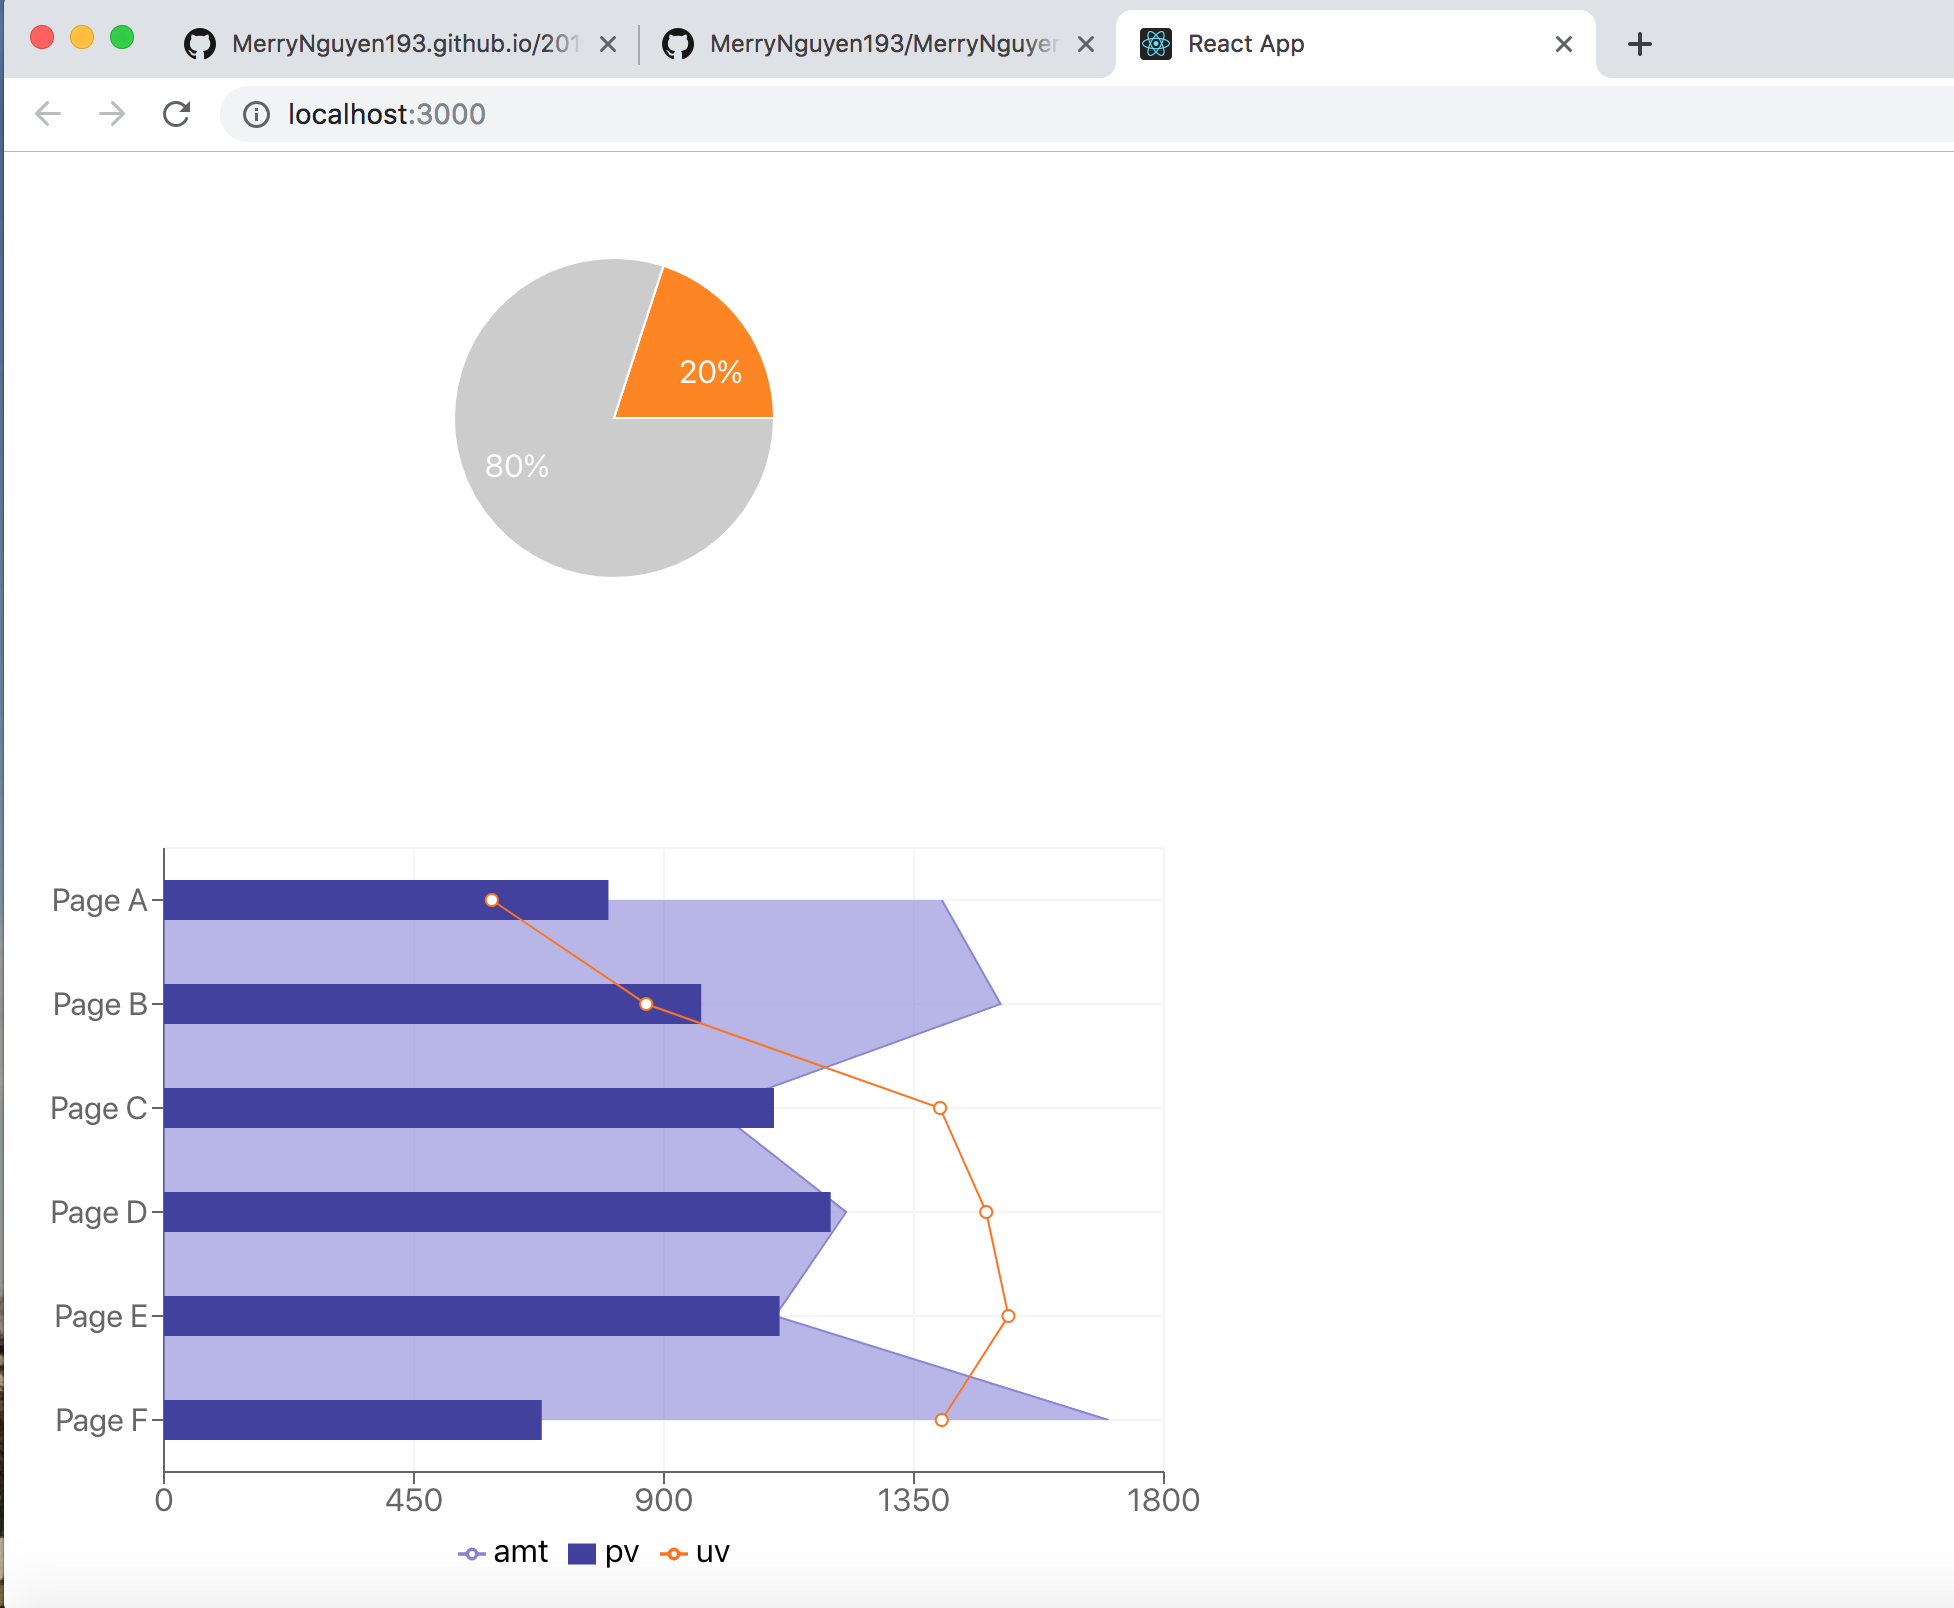 MerryNguyen193.github.io/201
MerryNguyen193/MerryNguyen
React App
localhost:3000
20%
80%
Page A
Page B
Page C
Page D
Page E
Page F
0 450 900 1350 1800
amt pv uv